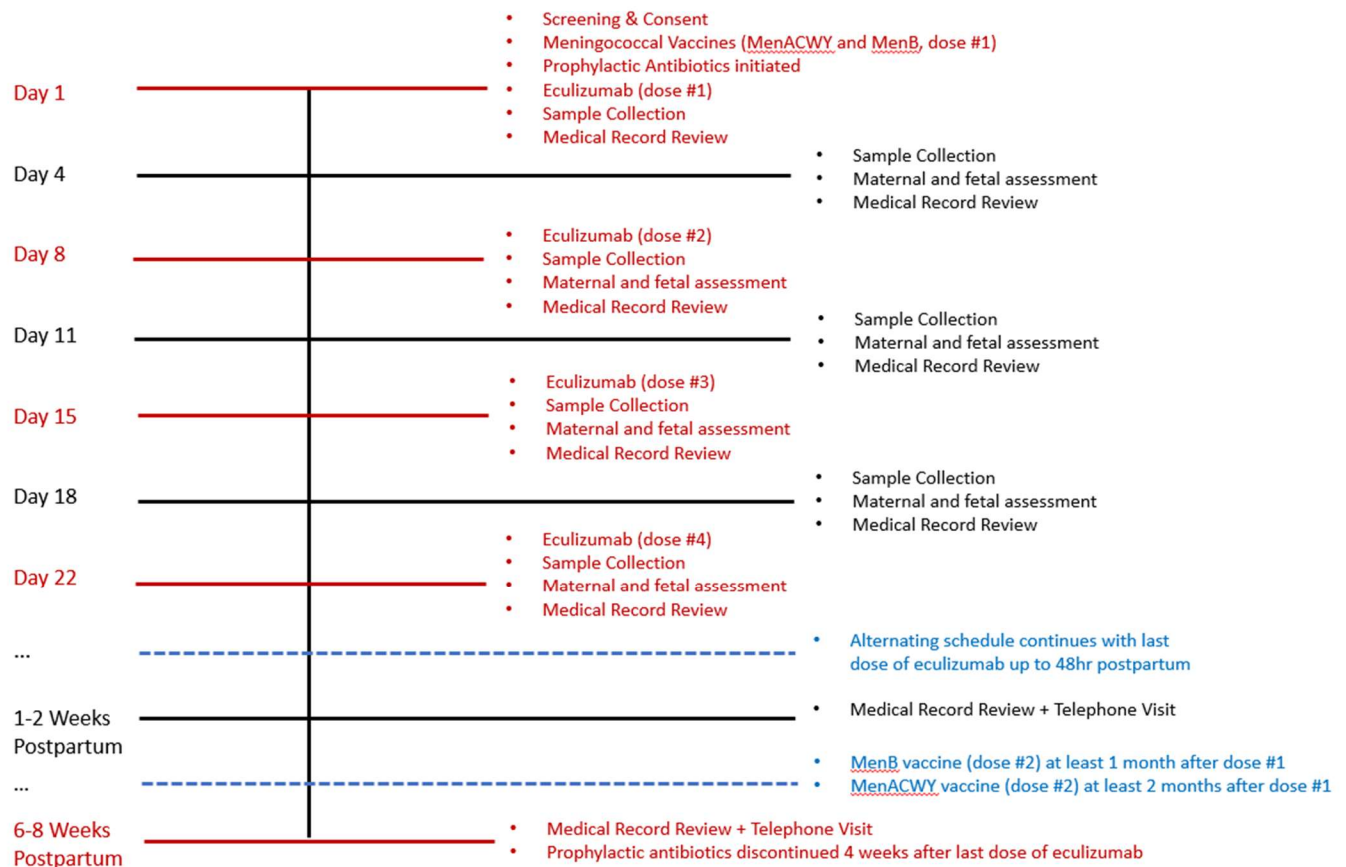 • Screening & Consent
• Meningococcal Vaccines (MenACWY and MenB, dose #1)
• Prophylactic Antibiotics initiated
Day 1
• Eculizumab (dose #1)
• Sample Collection
• Medical Record Review
Day 4
• Sample Collection
• Maternal and fetal assessment
• Medical Record Review
Day 8
• Eculizumab (dose #2)
• Sample Collection
• Maternal and fetal assessment
• Medical Record Review
Day 11
• Sample Collection
• Maternal and fetal assessment
• Medical Record Review
Day 15
• Eculizumab (dose #3)
• Sample Collection
• Maternal and fetal assessment
• Medical Record Review
Day 18
• Sample Collection
• Maternal and fetal assessment
• Medical Record Review
Day 22
• Eculizumab (dose #4)
• Sample Collection
• Maternal and fetal assessment
• Medical Record Review
...
• Alternating schedule continues with last
dose of eculizumab up to 48hr postpartum
1-2 Weeks
Postpartum
• Medical Record Review + Telephone Visit
...
• MenB vaccine (dose #2) at least 1 month after dose #1
• MenACWY vaccine (dose #2) at least 2 months after dose #1
6-8 Weeks
Postpartum
• Medical Record Review + Telephone Visit
• Prophylactic antibiotics discontinued 4 weeks after last dose of eculizumab